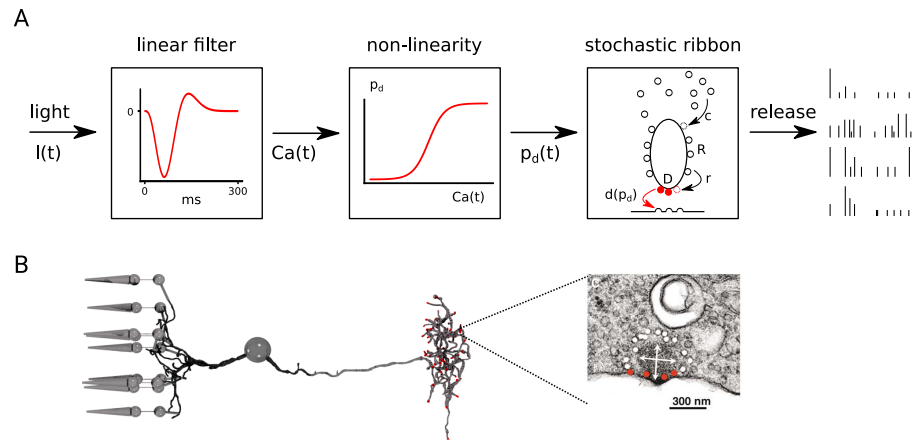 A
linear filter
non-linearity
stochastic ribbon
light
I(t)
0
0
300
ms
Ca(t)
p_d
Ca(t)
p_d(t)
c
R
D
r
d(p_d)
release
B
C
300 nm